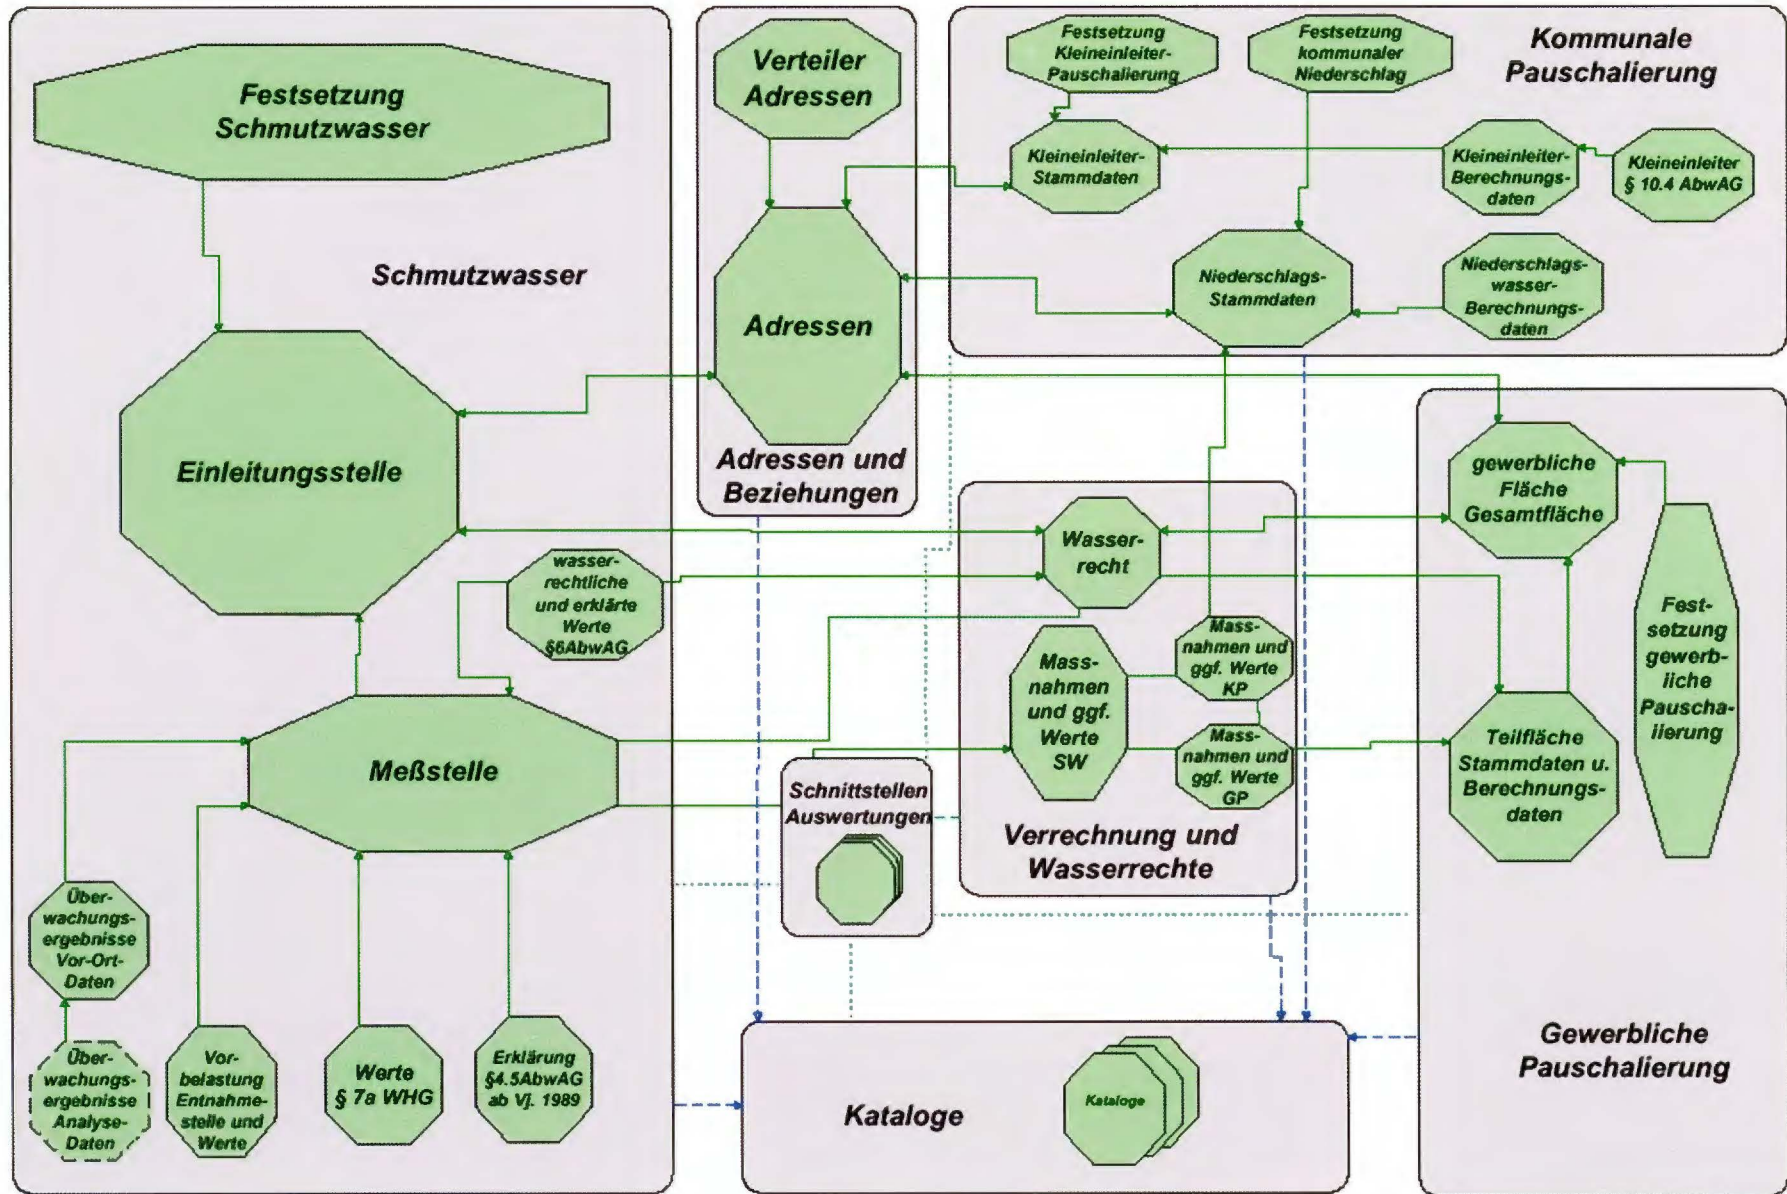 Festsetzung
Schmutzwasser
Schmutzwasser
Einleitungsstelle
wasser-
rechtliche
und erklärte
Werte
§6AbwAG
Meßstelle
Über-
wachungs-
ergebnisse
Vor-Ort-
Daten
Über-
wachungs-
ergebnisse
Analyse-
Daten
Vor-
belastung
Entnahme-
stelle und
Werte
Werte
§ 7a WHG
Erklärung
§4.5AbwAG
ab Vj. 1989
Verteiler
Adressen
Adressen
Adressen und
Beziehungen
Festsetzung
Kleineinleiter-
Pauschalierung
Festsetzung
kommunaler
Niederschlag
Kommunale
Pauschalierung
Kleineinleiter-
Stammdaten
Kleineinleiter-
Berechnungs-
daten
Kleineinleiter
§ 10.4 AbwAG
Niederschlags-
Stammdaten
Niederschlags-
wasser-
Berechnungs-
daten
Wasser-
recht
Mass-
nahmen
und ggf.
Werte
SW
Mass-
nahmen und
ggf. Werte
KP
Mass-
nahmen und
ggf. Werte
GP
Verrechnung und
Wasserrechte
Schnittstellen
Auswertungen
gewerbliche
Fläche
Gesamtfläche
Fest-
setzung
gewerb-
liche
Pauscha-
lierung
Teilfläche
Stammdaten u.
Berechnungs-
daten
Gewerbliche
Pauschalierung
Kataloge
Kataloge